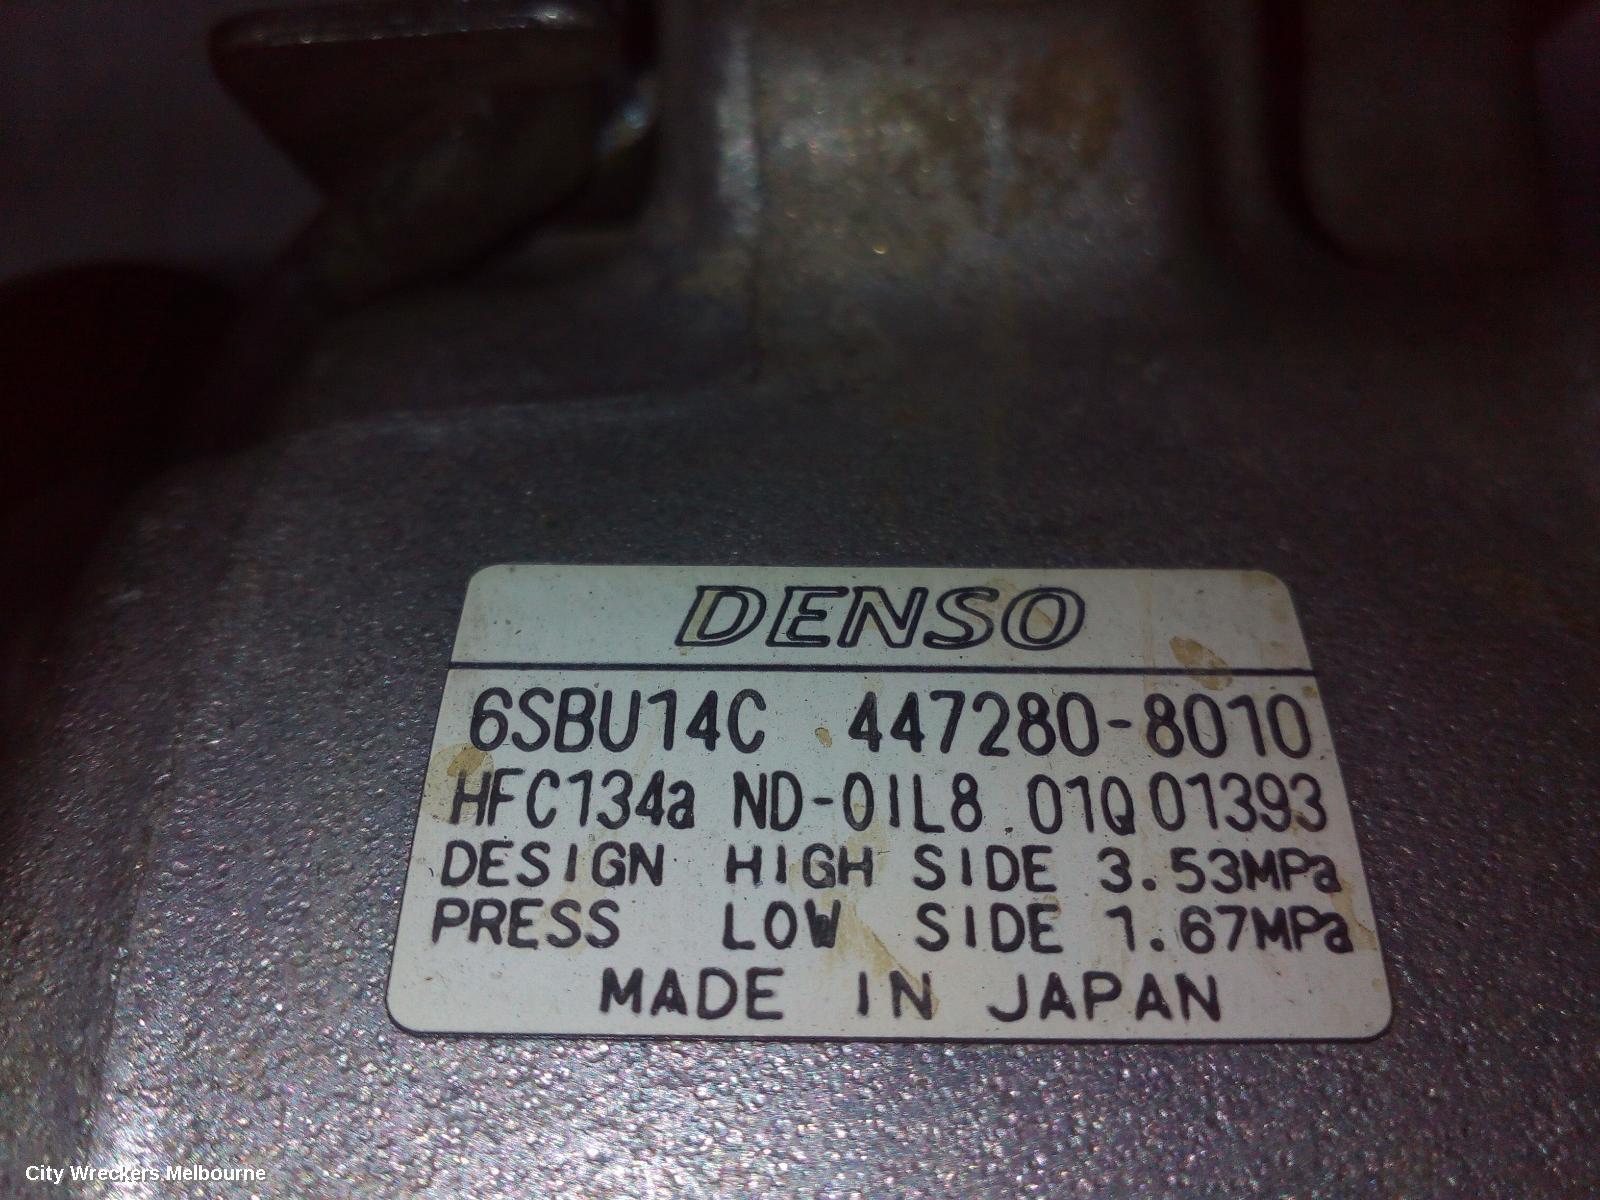 DENSO
6SBU14C 447280-8010
HFC134a ND-OIL8 01Q01393
DESIGN HIGH SIDE 3.53MPa
PRESS LOW SIDE 1.67MPa
MADE IN JAPAN
City Wreckers Melbourne